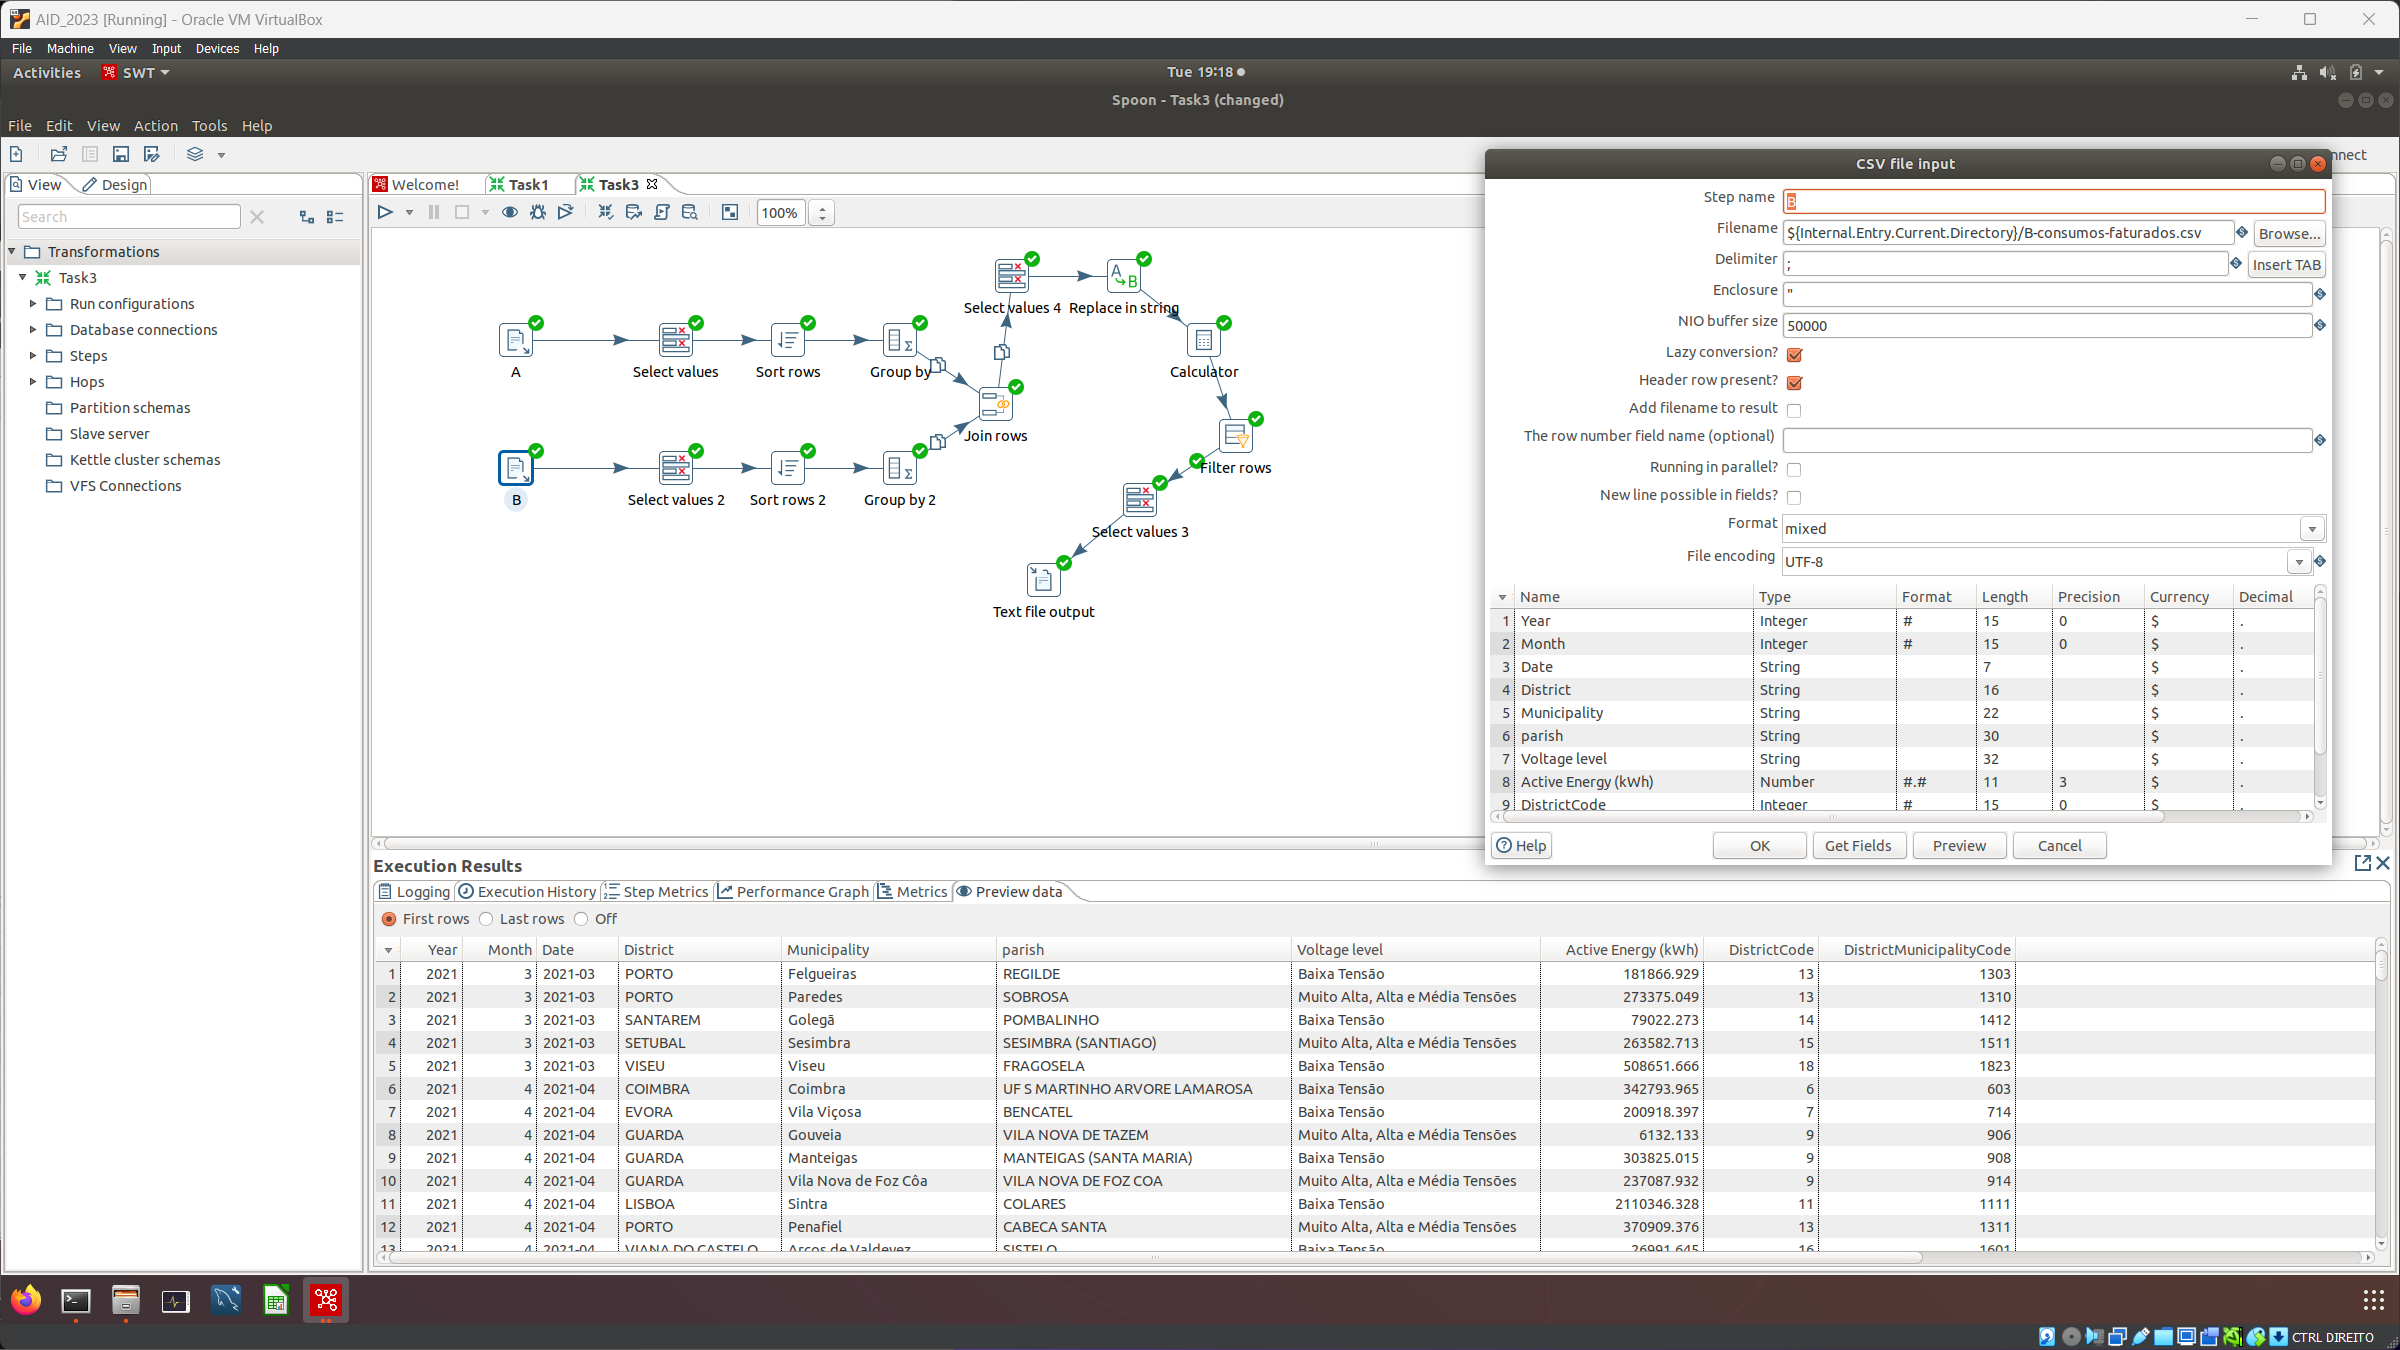 AID_2023 [Running] - Oracle VM VirtualBox
File Machine View Input Devices Help
Activities SWT Tue 19:18
Spoon - Task3 (changed)
File Edit View Action Tools Help
View Design
Search
Transformations
Task3
Run configurations
Database connections
Steps
Hops
Partition schemas
Slave server
Kettle cluster schemas
VFS Connections
Welcome! Task1 Task3
100%
Select values 4 Replace in string
A Select values Sort rows Group by Calculator
Join rows
Filter rows
B Select values 2 Sort rows 2 Group by 2
Select values 3
Text file output
nnect
CSV file input
Step name B
Filename ${Internal.Entry.Current.Directory}/B-consumos-faturados.csv Browse...
Delimiter ; Insert TAB
Enclosure "
NIO buffer size 50000
Lazy conversion?
Header row present?
Add filename to result
The row number field name (optional)
Running in parallel?
New line possible in fields?
Format mixed
File encoding UTF-8
Name Type Format Length Precision Currency Decimal
1 Year Integer # 15 0 $ .
2 Month Integer # 15 0 $ .
3 Date String 7 $ .
4 District String 16 $ .
5 Municipality String 22 $ .
6 parish String 30 $ .
7 Voltage level String 32 $ .
8 Active Energy (kWh) Number #.# 11 3 $ .
9 DistrictCode Integer # 15 0 $ .
Help OK Get Fields Preview Cancel
Execution Results
Logging Execution History Step Metrics Performance Graph Metrics Preview data
First rows Last rows Off
Year Month Date District Municipality parish Voltage level Active Energy (kWh) DistrictCode DistrictMunicipalityCode
1 2021 3 2021-03 PORTO Felgueiras REGILDE Baixa Tensão 181866.929 13 1303
2 2021 3 2021-03 PORTO Paredes SOBROSA Muito Alta, Alta e Média Tensões 273375.049 13 1310
3 2021 3 2021-03 SANTAREM Golegã POMBALINHO Baixa Tensão 79022.273 14 1412
4 2021 3 2021-03 SETUBAL Sesimbra SESIMBRA (SANTIAGO) Muito Alta, Alta e Média Tensões 263582.713 15 1511
5 2021 3 2021-03 VISEU Viseu FRAGOSELA Baixa Tensão 508651.666 18 1823
6 2021 4 2021-04 COIMBRA Coimbra UF S MARTINHO ARVORE LAMAROSA Baixa Tensão 342793.965 6 603
7 2021 4 2021-04 EVORA Vila Viçosa BENCATEL Baixa Tensão 200918.397 7 714
8 2021 4 2021-04 GUARDA Gouveia VILA NOVA DE TAZEM Muito Alta, Alta e Média Tensões 6132.133 9 906
9 2021 4 2021-04 GUARDA Manteigas MANTEIGAS (SANTA MARIA) Baixa Tensão 303825.015 9 908
10 2021 4 2021-04 GUARDA Vila Nova de Foz Côa VILA NOVA DE FOZ COA Muito Alta, Alta e Média Tensões 237087.932 9 914
11 2021 4 2021-04 LISBOA Sintra COLARES Baixa Tensão 2110346.328 11 1111
12 2021 4 2021-04 PORTO Penafiel CABECA SANTA Muito Alta, Alta e Média Tensões 370909.376 13 1311
13 2021 4 2021-04 VIANA DO CASTELO Arcos de Valdevez SISTELO Baixa Tensão 26991.645 16 1601
CTRL DIREITO